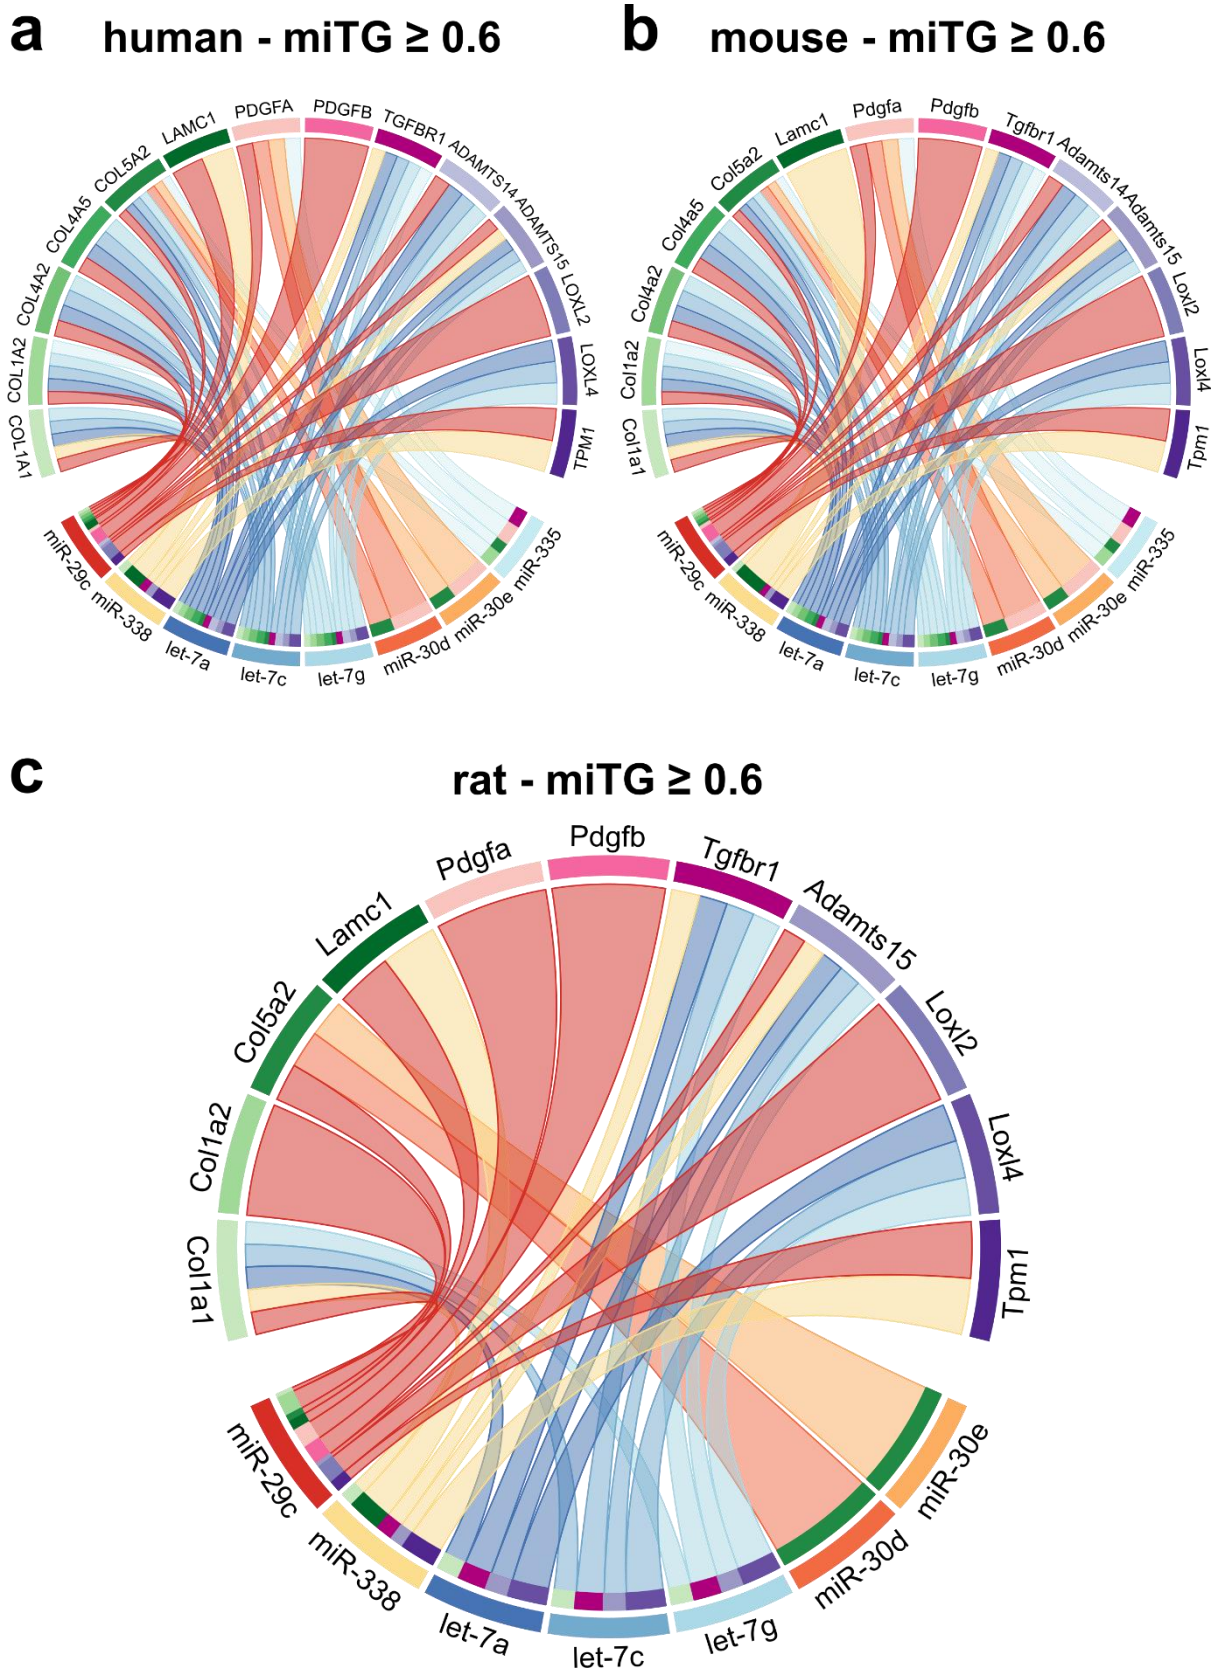 a human - miTG ≥ 0.6
COL1A1
COL1A2
COL4A2
COL4A5
COL5A2
LAMC1
PDGFA
PDGFB
TGFBR1
ADAMTS14
ADAMTS15
LOXL2
LOXL4
TPM1
miR-335
miR-30e
miR-30d
let-7g
let-7c
let-7a
miR-338
miR-29c
b mouse - miTG ≥ 0.6
Col1a1
Col1a2
Col4a2
Col4a5
Col5a2
Lamc1
Pdgfa
Pdgfb
Tgfbr1
Adamts14
Adamts15
Loxl2
Loxl4
Tpm1
miR-335
miR-30e
miR-30d
let-7g
let-7c
let-7a
miR-338
miR-29c
c rat - miTG ≥ 0.6
Col1a1
Col1a2
Col5a2
Lamc1
Pdgfa
Pdgfb
Tgfbr1
Adamts15
Loxl2
Loxl4
Tpm1
miR-30e
miR-30d
let-7g
let-7c
let-7a
miR-338
miR-29c